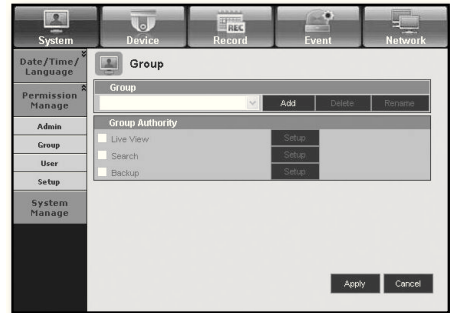 System Device Record Event Network
REC
Date/Time/
Language
Permission
Manage
Admin
Group
User
Setup
System
Manage
Group
Group
Add Delete Rename
Group Authority
Live View Setup
Search Setup
Backup Setup
Apply Cancel